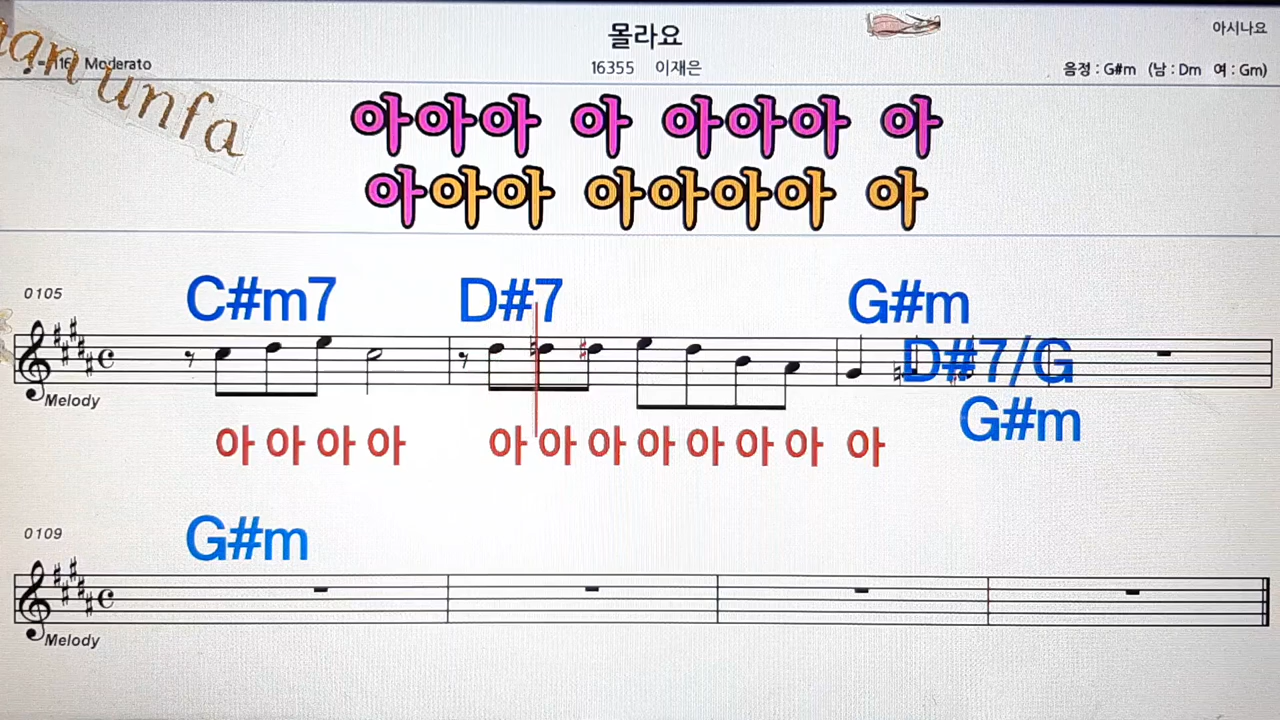 몰라요
아시나요
16355 이재은
Moderato
음정 : G#m (남 : Dm 여 : Gm)
unfa
아아아 아 아아아 아
아아아 아아아아 아
0105
C#m7 D#7 G#m
D#7/G
G#m
Melody
아 아 아 아 아 아 아 아 아 아 아 아
0109
G#m
Melody